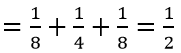 = 1/8 + 1/4 + 1/8 = 1/2